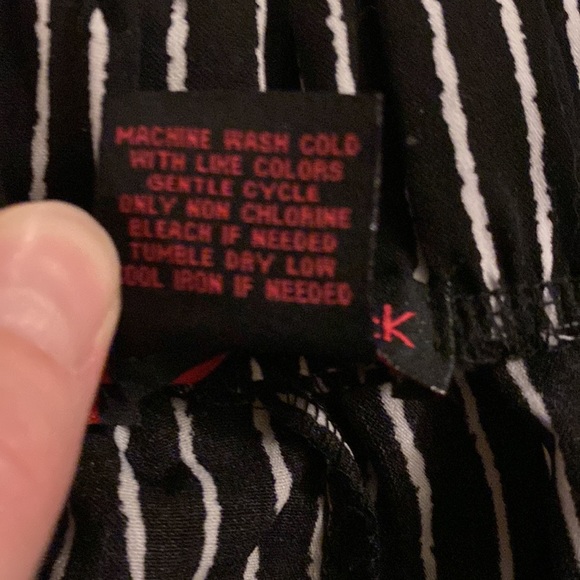 MACHINE WASH COLD
WITH LIKE COLORS
GENTLE CYCLE
ONLY NON CHLORINE
BLEACH IF NEEDED
TUMBLE DRY LOW
COOL IRON IF NEEDED